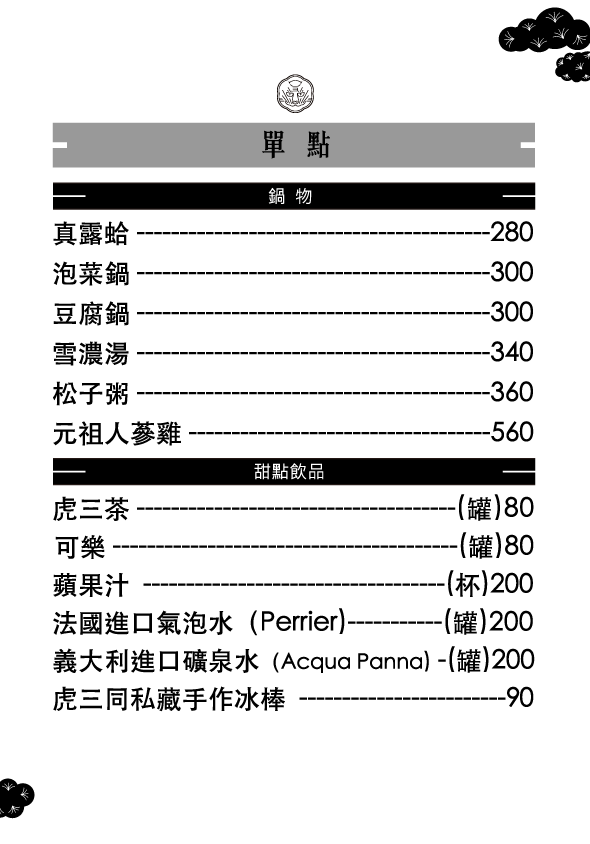 單 點
鍋 物
真露蛤 -----------------------------------------280
泡菜鍋 -----------------------------------------300
豆腐鍋 -----------------------------------------300
雪濃湯 -----------------------------------------340
松子粥 -----------------------------------------360
元祖人蔘雞 -----------------------------------560
甜點飲品
虎三茶 -------------------------------------(罐)80
可樂 ----------------------------------------(罐)80
蘋果汁 -----------------------------------(杯)200
法國進口氣泡水 (Perrier)-----------(罐)200
義大利進口礦泉水 (Acqua Panna) -(罐)200
虎三同私藏手作冰棒 ------------------------90